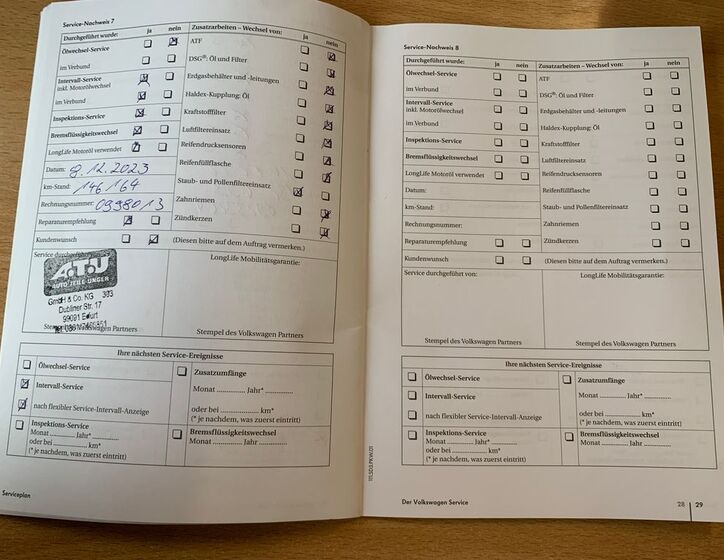 Service-Nachweis 7
Durchgeführt wurde: ja nein
Ölwechsel-Service
im Verbund
Intervall-Service
inkl. Motorölwechsel
im Verbund
Inspektions-Service
Bremsflüssigkeitswechsel
LongLife Motoröl verwendet
Datum: 8.12.2023
km-Stand: 146164
Rechnungsnummer: 0998013
Reparaturempfehlung
Kundenwunsch
Zusatzarbeiten – Wechsel von: ja nein
ATF
DSG®: Öl und Filter
Erdgasbehälter und -leitungen
Haldex-Kupplung: Öl
Kraftstofffilter
Luftfiltereinsatz
Reifendrucksensoren
Reifenfüllflasche
Staub- und Pollenfiltereinsatz
Zahnriemen
Zündkerzen
(Diesen bitte auf dem Auftrag vermerken.)
Service durchgeführt
A.T.U
AUTO TEILE UNGER
GmbH & Co. KG 303
Dubliner Str. 17
99091 Erfurt
Stempel des Volkswagen Partners
LongLife Mobilitätsgarantie:
Stempel des Volkswagen Partners
Ihre nächsten Service-Ereignisse
Ölwechsel-Service
Intervall-Service
nach flexibler Service-Intervall-Anzeige
Inspektions-Service
Monat Jahr*
oder bei km*
(* je nachdem, was zuerst eintritt)
Zusatzumfänge
Monat Jahr*
oder bei km*
(* je nachdem, was zuerst eintritt)
Bremsflüssigkeitswechsel
Monat Jahr
Serviceplan
Service-Nachweis 8
Durchgeführt wurde: ja nein
Ölwechsel-Service
im Verbund
Intervall-Service
inkl. Motorölwechsel
im Verbund
Inspektions-Service
Bremsflüssigkeitswechsel
LongLife Motoröl verwendet
Datum:
km-Stand:
Rechnungsnummer:
Reparaturempfehlung
Kundenwunsch
Zusatzarbeiten – Wechsel von: ja nein
ATF
DSG®: Öl und Filter
Erdgasbehälter und -leitungen
Haldex-Kupplung: Öl
Kraftstofffilter
Luftfiltereinsatz
Reifendrucksensoren
Reifenfüllflasche
Staub- und Pollenfiltereinsatz
Zahnriemen
Zündkerzen
(Diesen bitte auf dem Auftrag vermerken.)
Service durchgeführt von:
Stempel des Volkswagen Partners
LongLife Mobilitätsgarantie:
Stempel des Volkswagen Partners
Ihre nächsten Service-Ereignisse
Ölwechsel-Service
Intervall-Service
nach flexibler Service-Intervall-Anzeige
Inspektions-Service
Monat Jahr*
oder bei km*
(* je nachdem, was zuerst eintritt)
Zusatzumfänge
Monat Jahr*
oder bei km*
(* je nachdem, was zuerst eintritt)
Bremsflüssigkeitswechsel
Monat Jahr
Der Volkswagen Service
28 | 29